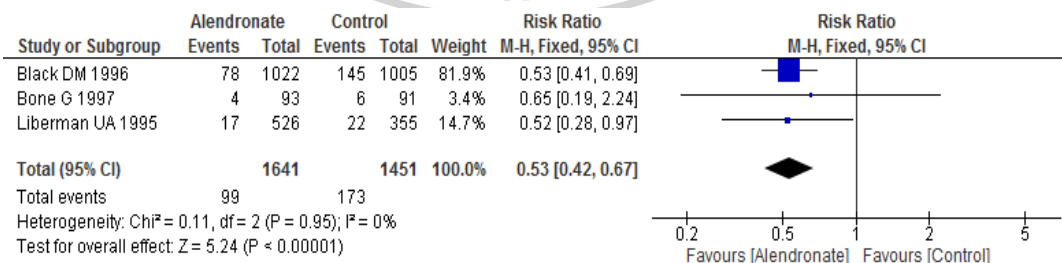 Alendronate Control Risk Ratio Risk Ratio
Study or Subgroup Events Total Events Total Weight M-H, Fixed, 95% CI M-H, Fixed, 95% CI
Black DM 1996 78 1022 145 1005 81.9% 0.53 [0.41, 0.69]
Bone G 1997 4 93 6 91 3.4% 0.65 [0.19, 2.24]
Liberman UA 1995 17 526 22 355 14.7% 0.52 [0.28, 0.97]
Total (95% CI) 1641 1451 100.0% 0.53 [0.42, 0.67]
Total events 99 173
Heterogeneity: Chi² = 0.11, df = 2 (P = 0.95); I² = 0%
Test for overall effect: Z = 5.24 (P < 0.00001)
0.2 0.5 1 2 5
Favours [Alendronate] Favours [Control]